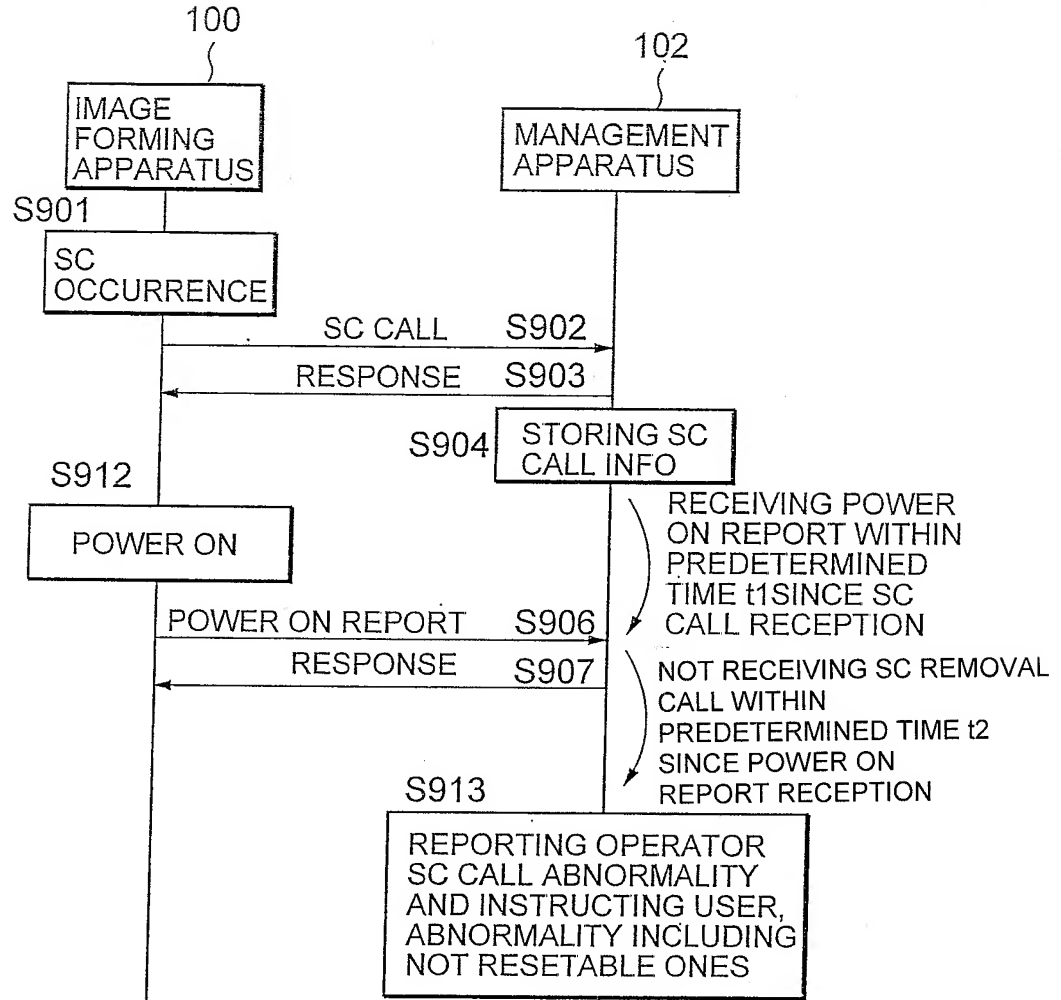 100
102
IMAGE
FORMING
APPARATUS
MANAGEMENT
APPARATUS
S901
SC
OCCURRENCE
SC CALL S902
RESPONSE S903
S904
STORING SC
CALL INFO
S912
POWER ON
RECEIVING POWER
ON REPORT WITHIN
PREDETERMINED
TIME t1SINCE SC
CALL RECEPTION
POWER ON REPORT S906
RESPONSE S907
NOT RECEIVING SC REMOVAL
CALL WITHIN
PREDETERMINED TIME t2
SINCE POWER ON
REPORT RECEPTION
S913
REPORTING OPERATOR
SC CALL ABNORMALITY
AND INSTRUCTING USER,
ABNORMALITY INCLUDING
NOT RESETABLE ONES